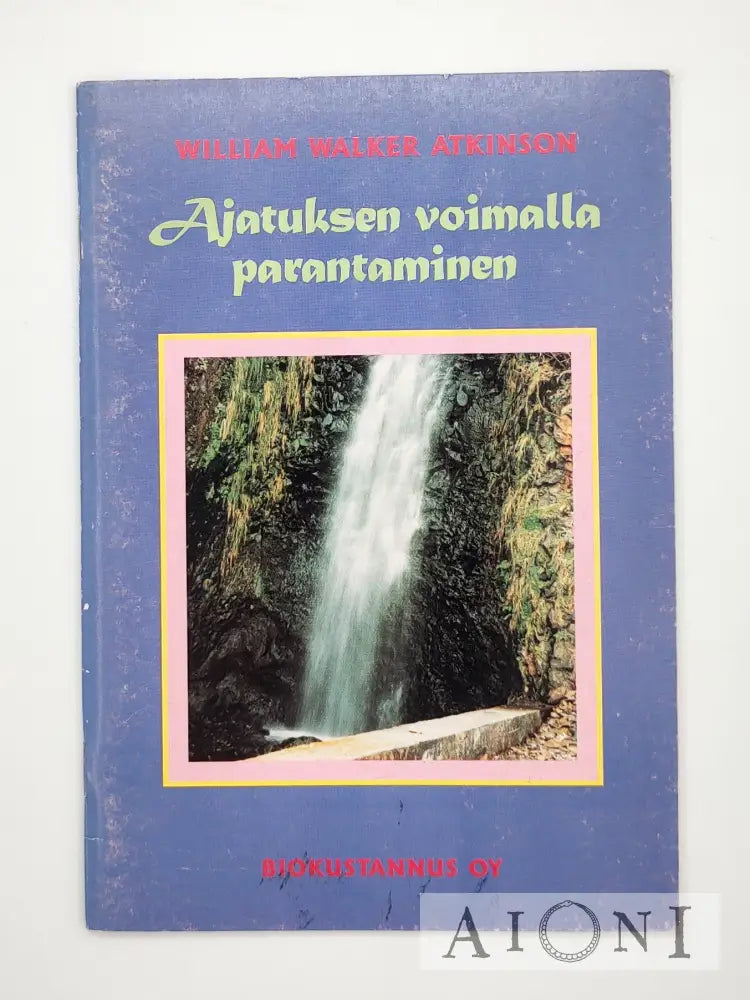 WILLIAM WALKER ATKINSON
Ajatuksen voimalla
parantaminen
BIOKUSTANNUS OY
AIONI